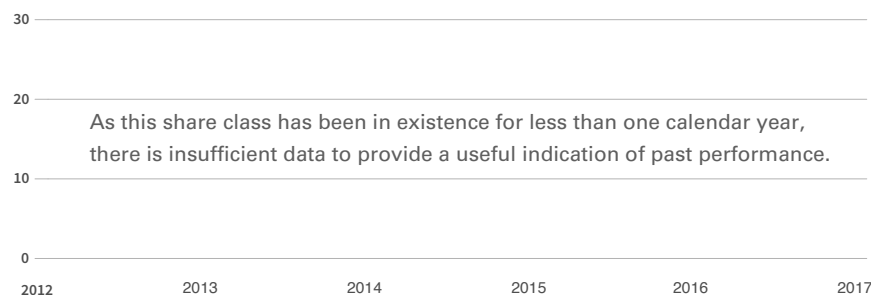 30
20
As this share class has been in existence for less than one calendar year,
there is insufficient data to provide a useful indication of past performance.
10
0
2012 2013 2014 2015 2016 2017